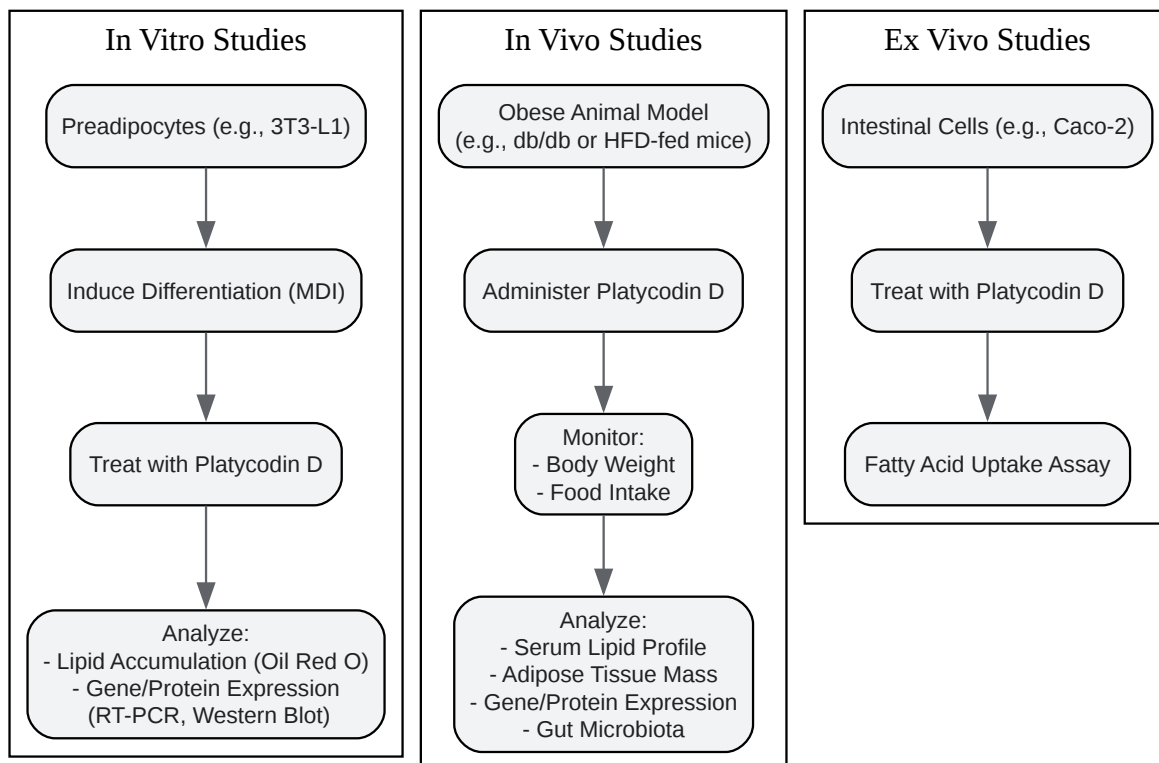 In Vitro Studies
Preadipocytes (e.g., 3T3-L1)
Induce Differentiation (MDI)
Treat with Platycodin D
Analyze:
- Lipid Accumulation (Oil Red O)
- Gene/Protein Expression
(RT-PCR, Western Blot)
In Vivo Studies
Obese Animal Model
(e.g., db/db or HFD-fed mice)
Administer Platycodin D
Monitor:
- Body Weight
- Food Intake
Analyze:
- Serum Lipid Profile
- Adipose Tissue Mass
- Gene/Protein Expression
- Gut Microbiota
Ex Vivo Studies
Intestinal Cells (e.g., Caco-2)
Treat with Platycodin D
Fatty Acid Uptake Assay